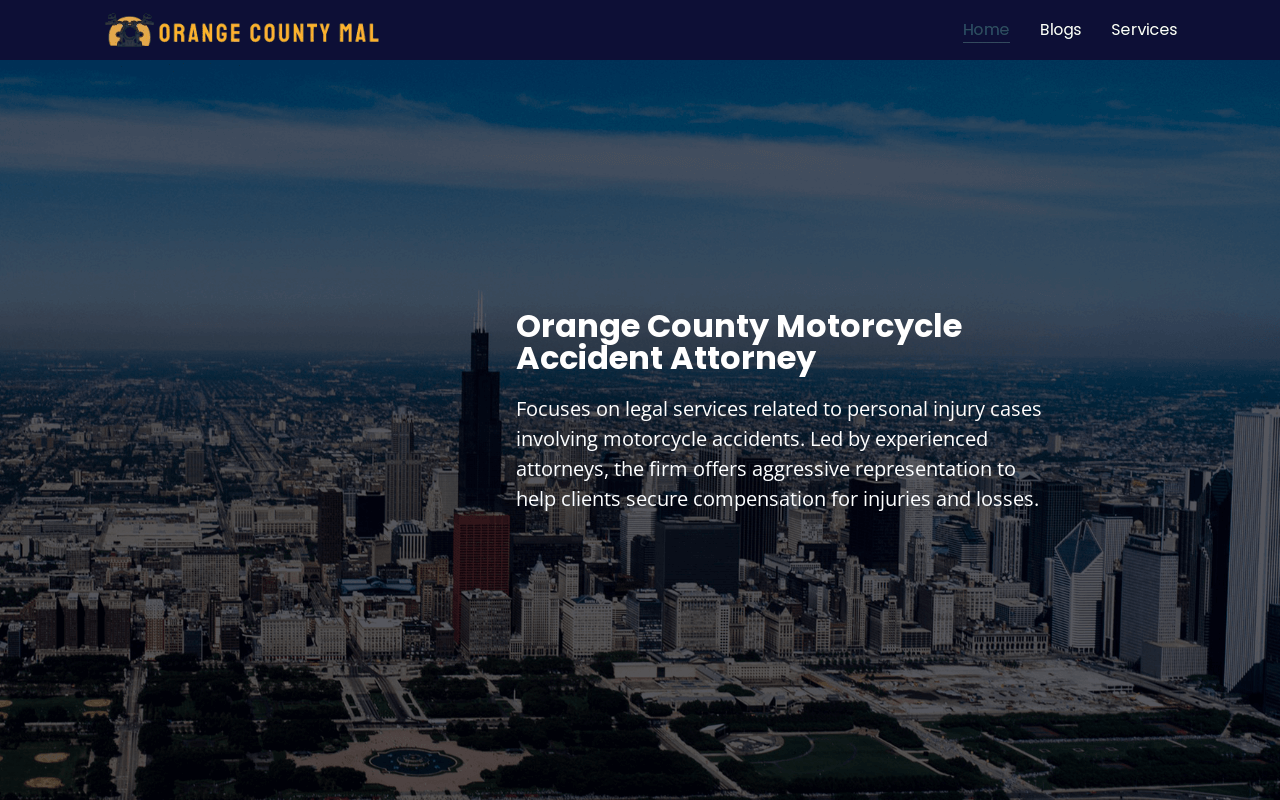 ORANGE COUNTY MAL
Home
Blogs
Services
Orange County Motorcycle
Accident Attorney
Focuses on legal services related to personal injury cases
involving motorcycle accidents. Led by experienced
attorneys, the firm offers aggressive representation to
help clients secure compensation for injuries and losses.